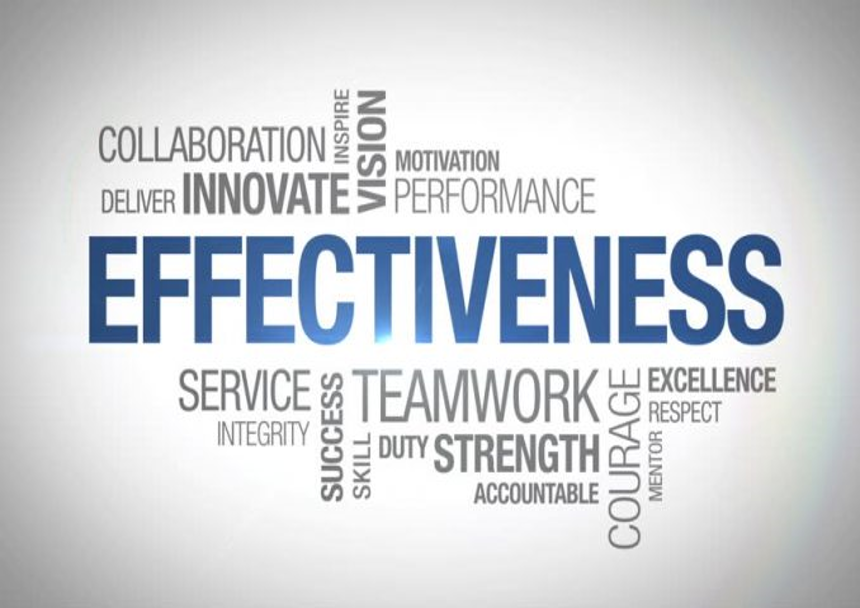 INSPIRE
VISION
COLLABORATION
MOTIVATION
DELIVER INNOVATE
PERFORMANCE
EFFECTIVENESS
SERVICE
SUCCESS
TEAMWORK
COURAGE
EXCELLENCE
RESPECT
INTEGRITY
SKILL
DUTY STRENGTH
MENTOR
ACCOUNTABLE